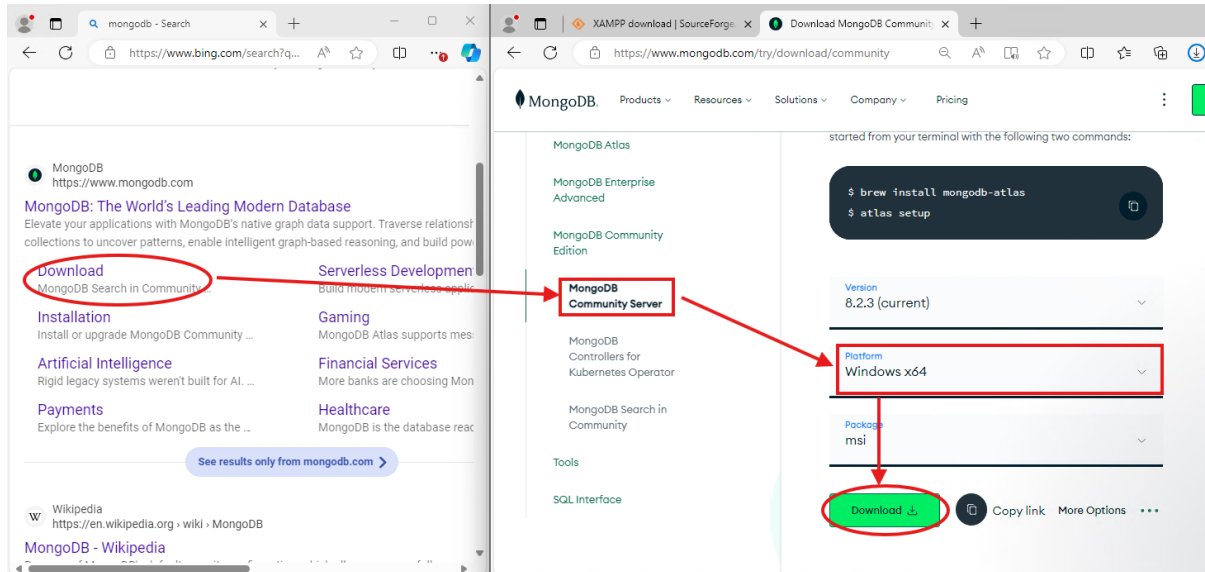 mongodb - Search
https://www.bing.com/search?q...
MongoDB
https://www.mongodb.com
MongoDB: The World's Leading Modern Database
Elevate your applications with MongoDB's native graph data support. Traverse relationsh
collections to uncover patterns, enable intelligent graph-based reasoning, and build pow
Download
MongoDB Search in Community ...
Serverless Developmen
Build modern serverless applic
Installation
Install or upgrade MongoDB Community ...
Gaming
MongoDB Atlas supports mes
Artificial Intelligence
Rigid legacy systems weren't built for AI. ...
Financial Services
More banks are choosing Mon
Payments
Explore the benefits of MongoDB as the ...
Healthcare
MongoDB is the database reac
See results only from mongodb.com
W
Wikipedia
https://en.wikipedia.org › wiki › MongoDB
MongoDB - Wikipedia
XAMPP download | SourceForge.
Download MongoDB Communit
https://www.mongodb.com/try/download/community
MongoDB.
Products
Resources
Solutions
Company
Pricing
MongoDB Atlas
MongoDB Enterprise
Advanced
MongoDB Community
Edition
MongoDB
Community Server
MongoDB
Controllers for
Kubernetes Operator
MongoDB Search in
Community
Tools
SQL Interface
started from your terminal with the following two commands:
$ brew install mongodb-atlas
$ atlas setup
Version
8.2.3 (current)
Platform
Windows x64
Package
msi
Download
Copy link
More Options